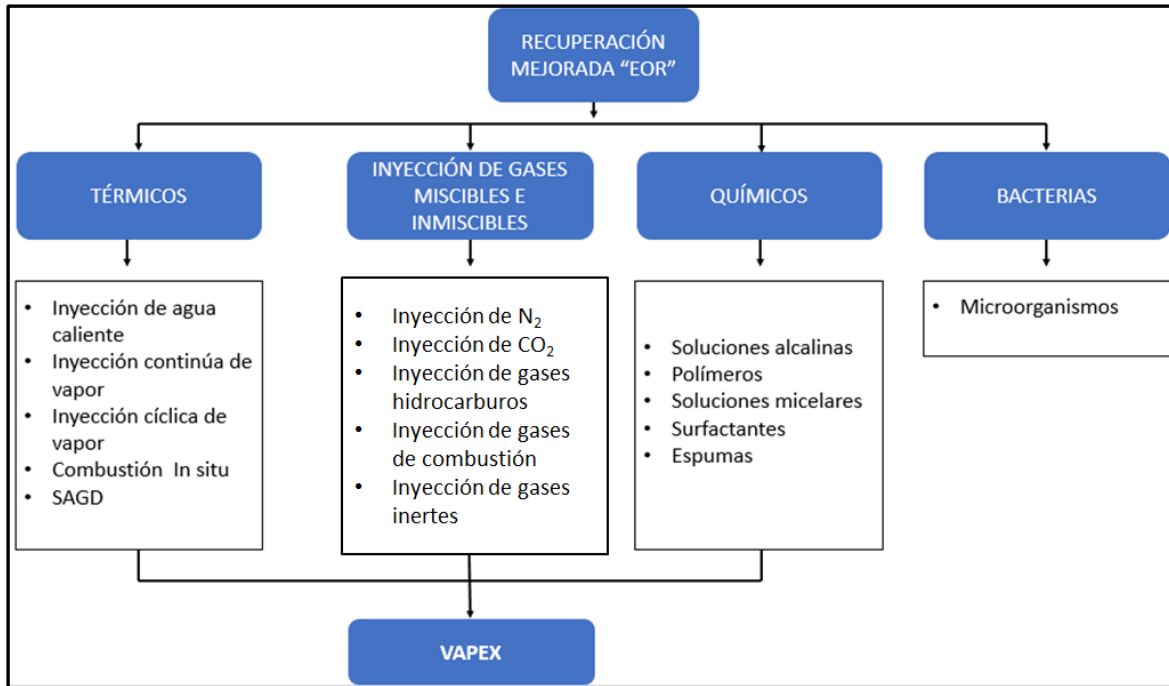 RECUPERACIÓN
MEJORADA “EOR”
TÉRMICOS
INYECCIÓN DE GASES
MISCIBLES E
INMISCIBLES
QUÍMICOS
BACTERIAS
• Inyección de agua
caliente
• Inyección continúa de
vapor
• Inyección cíclica de
vapor
• Combustión In situ
• SAGD
• Inyección de N₂
• Inyección de CO₂
• Inyección de gases
hidrocarburos
• Inyección de gases
de combustión
• Inyección de gases
inertes
• Soluciones alcalinas
• Polímeros
• Soluciones micelares
• Surfactantes
• Espumas
• Microorganismos
VAPEX